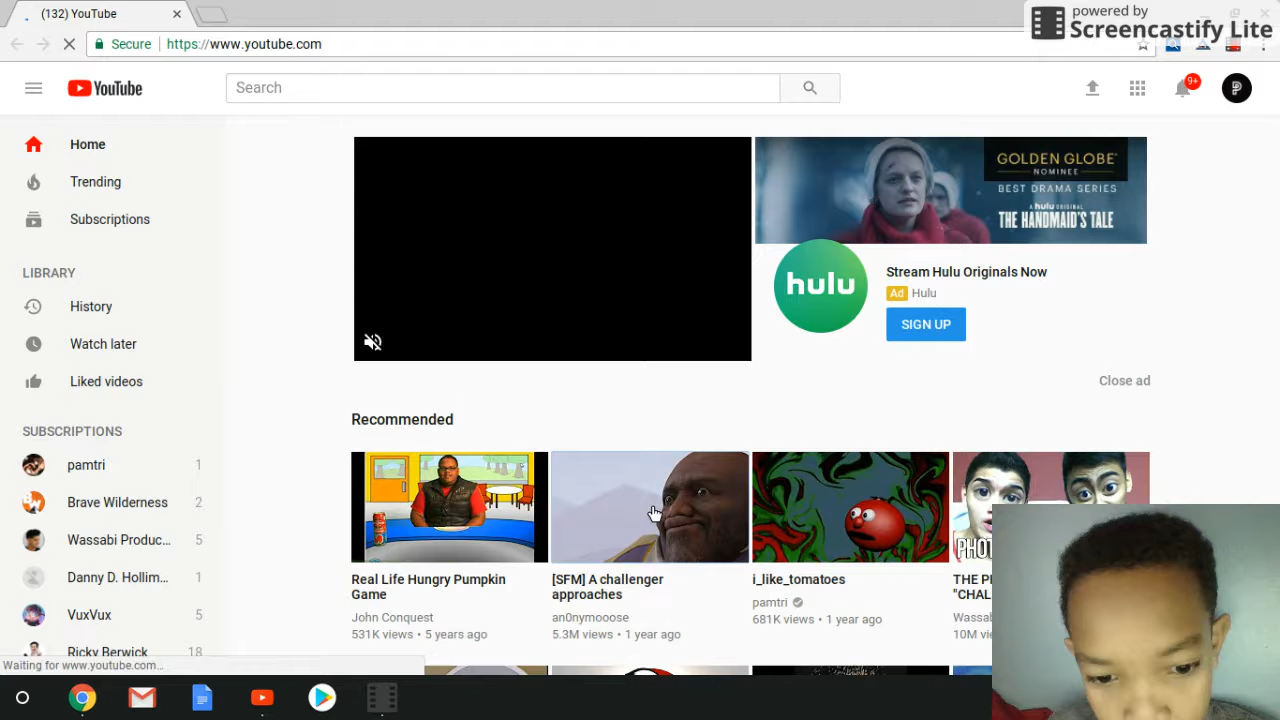 (132) YouTube
powered by
Screencastify Lite
Secure
https://www.youtube.com
YouTube
Search
9+
Home
Trending
Subscriptions
LIBRARY
History
Watch later
Liked videos
SUBSCRIPTIONS
pamtri 1
Brave Wilderness 2
Wassabi Produc... 5
Danny D. Hollim... 1
VuxVux 5
Ricky Berwick 18
GOLDEN GLOBE
NOMINEE
BEST DRAMA SERIES
A hulu ORIGINAL
THE HANDMAID'S TALE
hulu
Stream Hulu Originals Now
Ad Hulu
SIGN UP
Close ad
Recommended
Real Life Hungry Pumpkin
Game
John Conquest
531K views • 5 years ago
[SFM] A challenger
approaches
an0nymooose
5.3M views • 1 year ago
i_like_tomatoes
pamtri
681K views • 1 year ago
PHOT
"CHAL
Wassa
10M vi
Waiting for www.youtube.com...